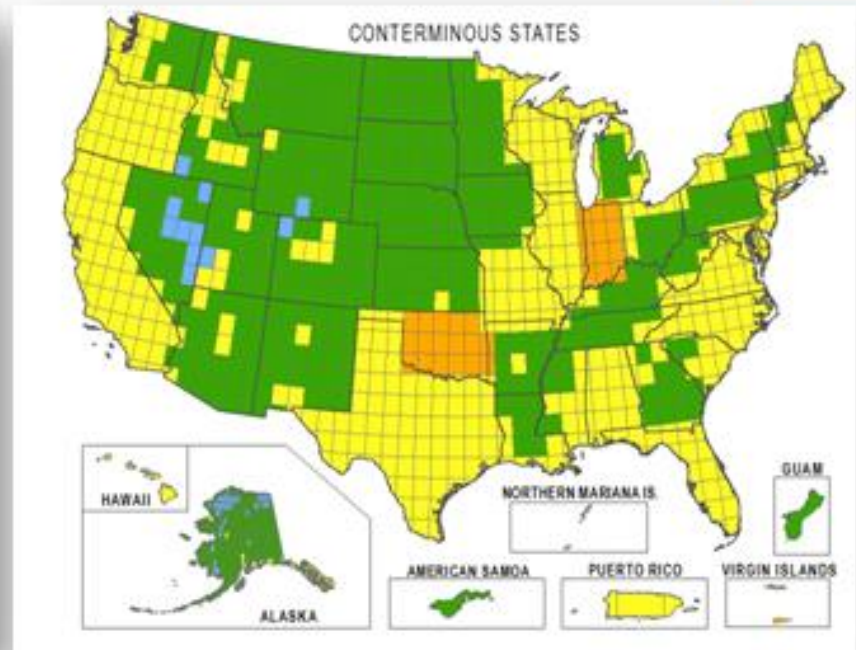 CONTERMINOUS STATES
HAWAII
ALASKA
NORTHERN MARIANA IS.
GUAM
AMERICAN SAMOA
PUERTO RICO
VIRGIN ISLANDS